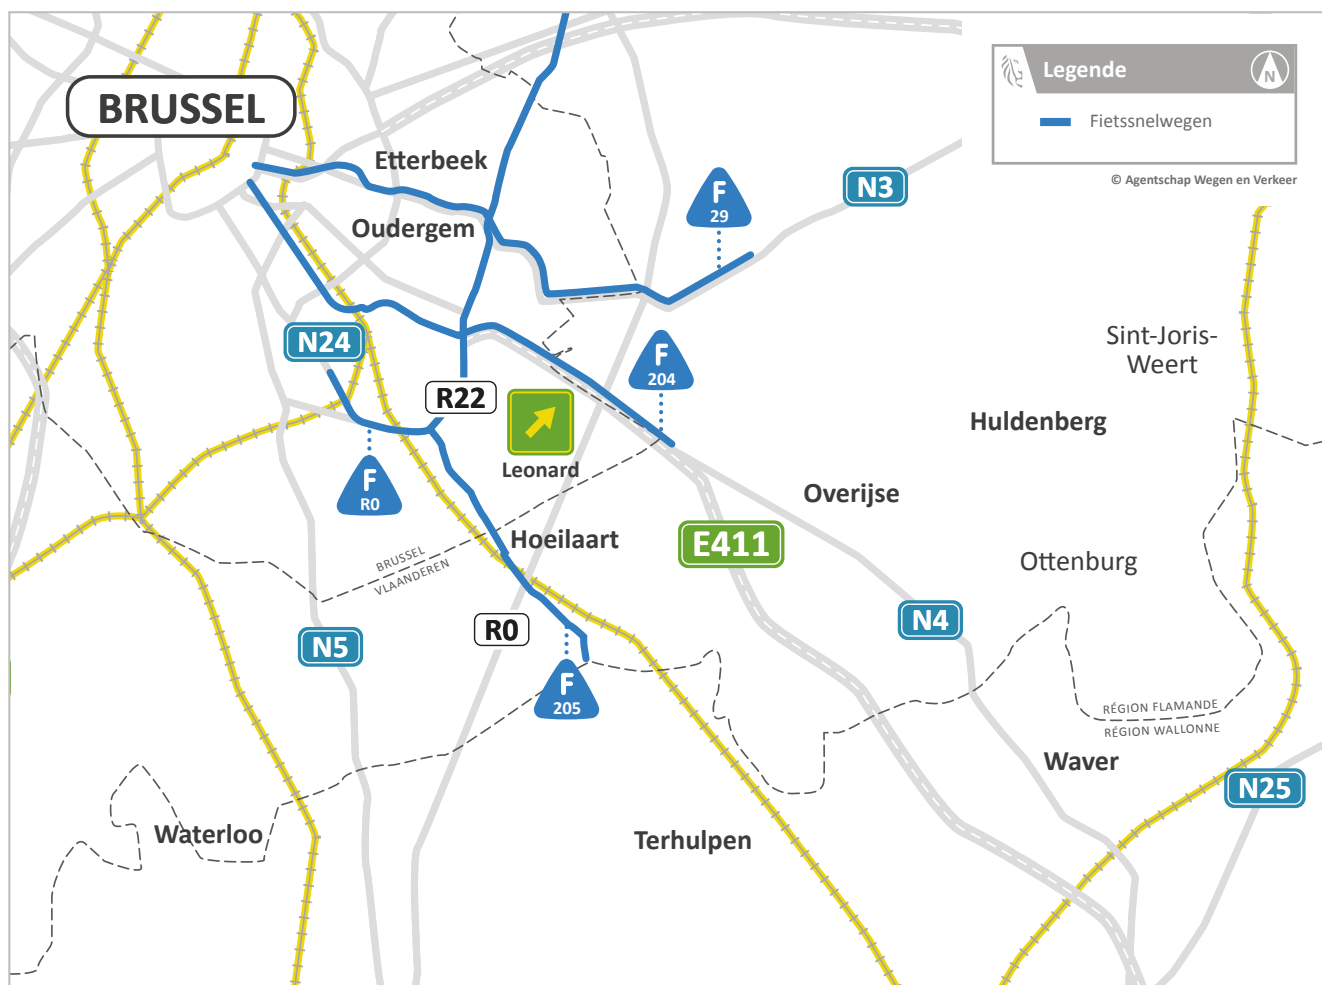 BRUSSEL
Legende
N
Fietssnelwegen
© Agentschap Wegen en Verkeer
Etterbeek
Oudergem
F
29
N3
N24
F
204
Sint-Joris-
Weert
R22
Huldenberg
Leonard
F
R0
Overijse
Hoeilaart
E411
BRUSSEL
VLAANDEREN
Ottenburg
R0
N4
N5
F
205
RÉGION FLAMANDE
RÉGION WALLONNE
Waver
N25
Waterloo
Terhulpen